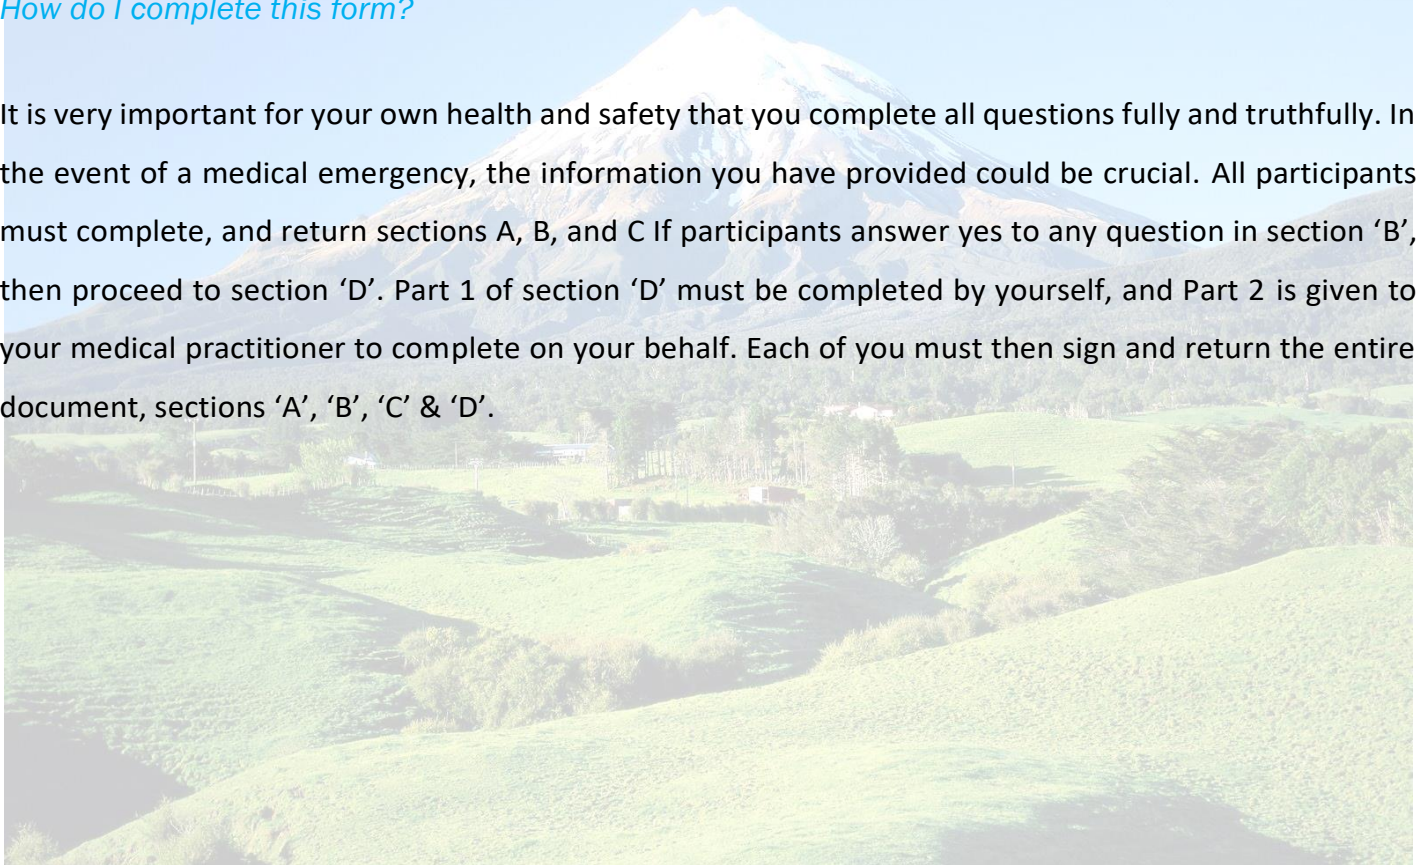 How do I complete this form?
It is very important for your own health and safety that you complete all questions fully and truthfully. In
the event of a medical emergency, the information you have provided could be crucial. All participants
must complete, and return sections A, B, and C If participants answer yes to any question in section ‘B’,
then proceed to section ‘D’. Part 1 of section ‘D’ must be completed by yourself, and Part 2 is given to
your medical practitioner to complete on your behalf. Each of you must then sign and return the entire
document, sections ‘A’, ‘B’, ‘C’ & ‘D’.